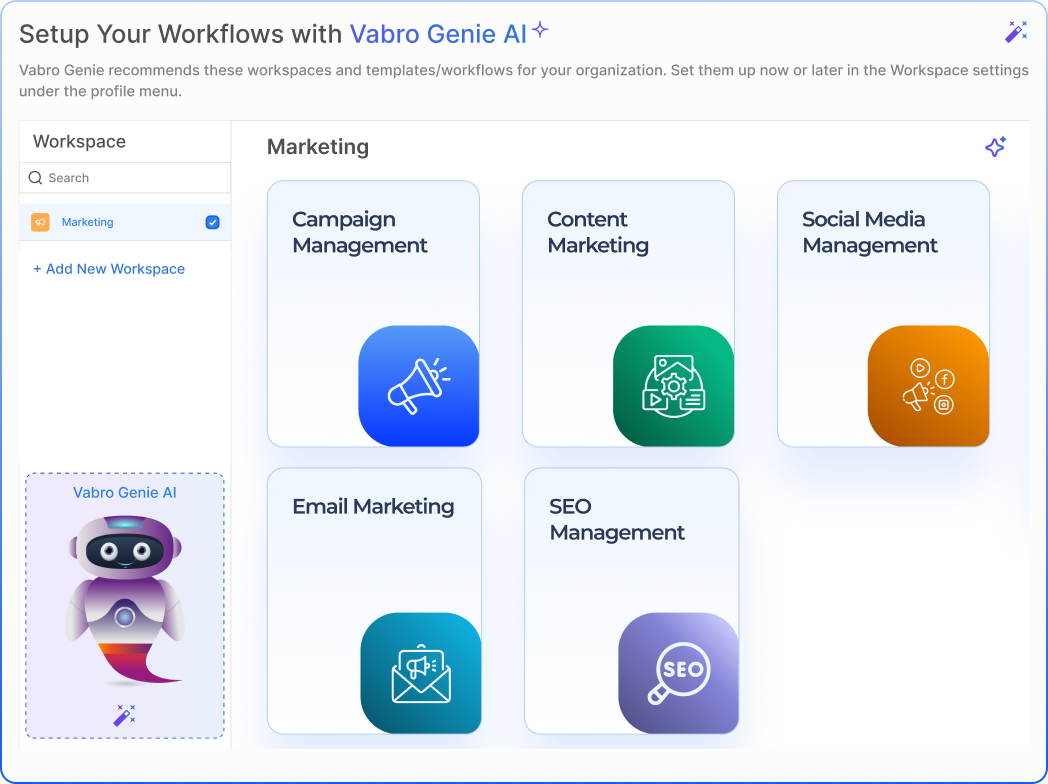 Setup Your Workflows with Vabro Genie AI
Vabro Genie recommends these workspaces and templates/workflows for your organization. Set them up now or later in the Workspace settings
under the profile menu.
Workspace
Search
Marketing
+ Add New Workspace
Vabro Genie AI
Marketing
Campaign
Management
Content
Marketing
Social Media
Management
Email Marketing
SEO
Management
SEO